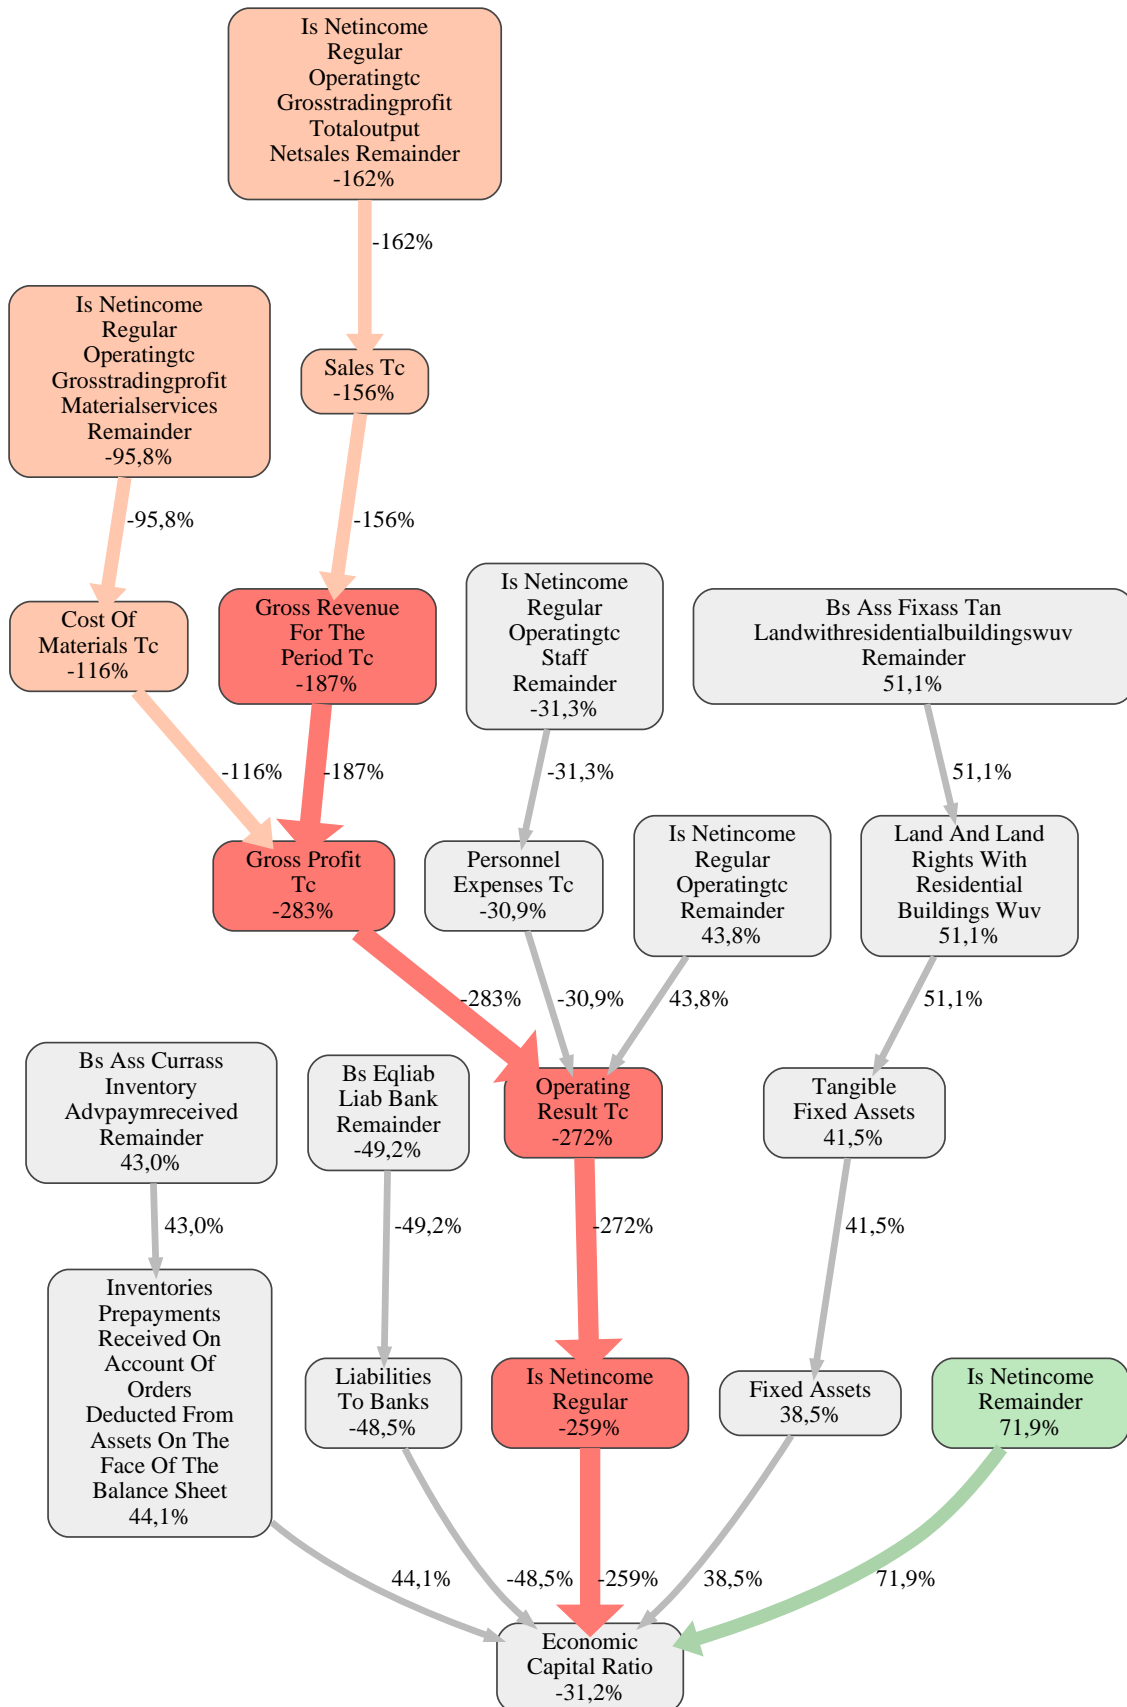 Is Netincome
Regular
Operatingtc
Grosstradingprofit
Totaloutput
Netsales Remainder
-162%
-162%
Is Netincome
Regular
Operatingtc
Grosstradingprofit
Materialservices
Remainder
-95,8%
Sales Tc
-156%
-95,8%
-156%
Cost Of
Materials Tc
-116%
Gross Revenue
For The
Period Tc
-187%
Is Netincome
Regular
Operatingtc
Staff
Remainder
-31,3%
Bs Ass Fixass Tan
Landwithresidentialbuildingswuv
Remainder
51,1%
-116%
-187%
-31,3%
51,1%
Gross Profit
Tc
-283%
Personnel
Expenses Tc
-30,9%
Is Netincome
Regular
Operatingtc
Remainder
43,8%
Land And Land
Rights With
Residential
Buildings Wuv
51,1%
-283%
-30,9%
43,8%
51,1%
Bs Ass Currass
Inventory
Advpaymreceived
Remainder
43,0%
Bs Eqliab
Liab Bank
Remainder
-49,2%
Operating
Result Tc
-272%
Tangible
Fixed Assets
41,5%
43,0%
-49,2%
-272%
41,5%
Inventories
Prepayments
Received On
Account Of
Orders
Deducted From
Assets On The
Face Of The
Balance Sheet
44,1%
Liabilities
To Banks
-48,5%
Is Netincome
Regular
-259%
Fixed Assets
38,5%
Is Netincome
Remainder
71,9%
44,1%
-48,5%
-259%
38,5%
71,9%
Economic
Capital Ratio
-31,2%